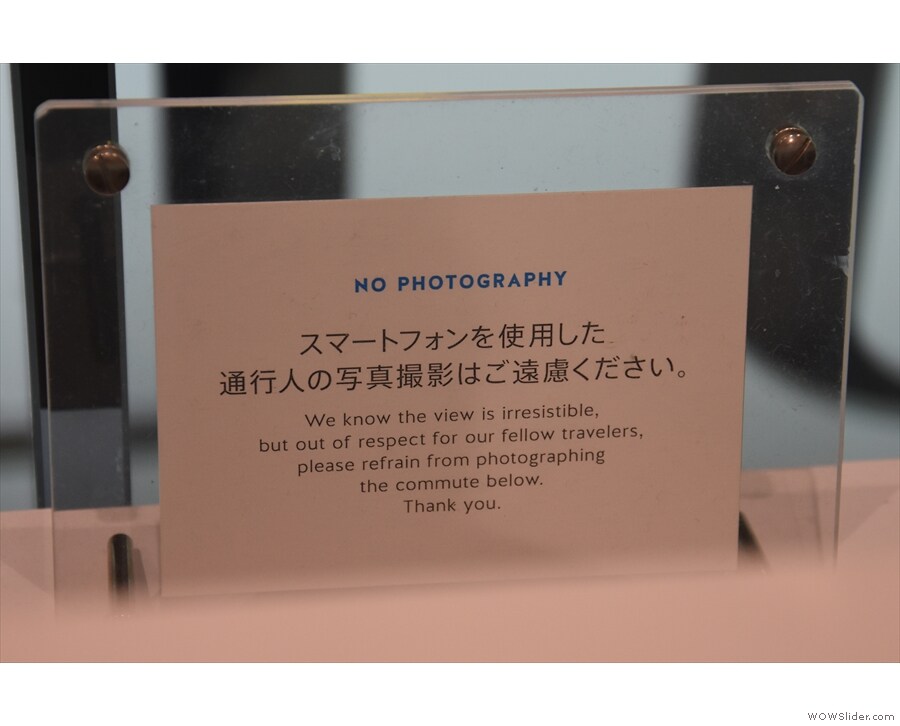 NO PHOTOGRAPHY
スマートフォンを使用した
通行人の写真撮影はご遠慮ください。
We know the view is irresistible,
but out of respect for our fellow travelers,
please refrain from photographing
the commute below.
Thank you.
WOWSlider.com